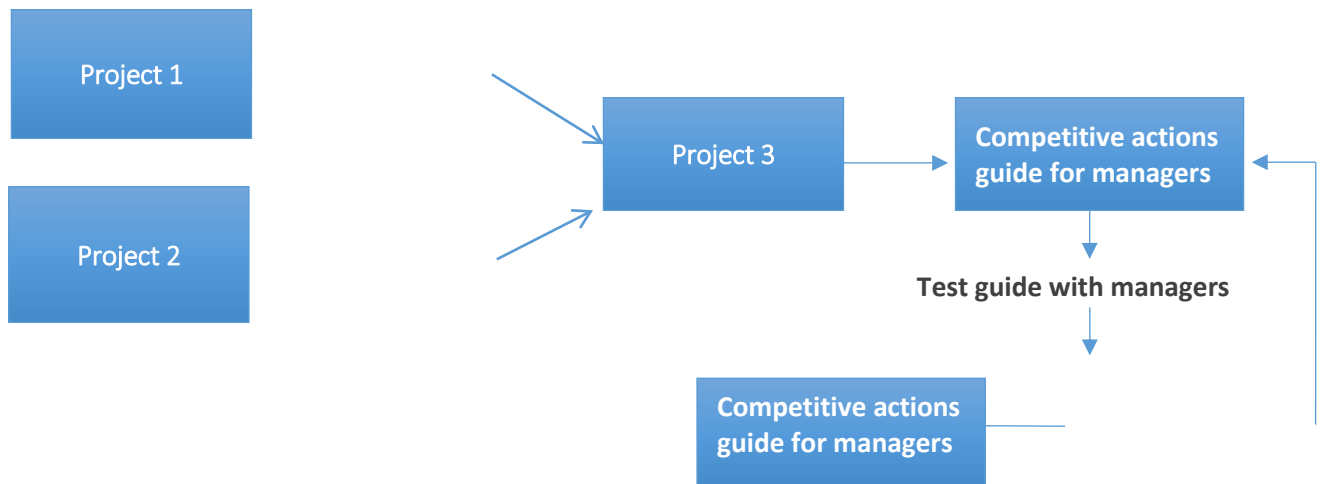 Project 1
Project 3
Competitive actions
guide for managers
Project 2
Test guide with managers
Competitive actions
guide for managers